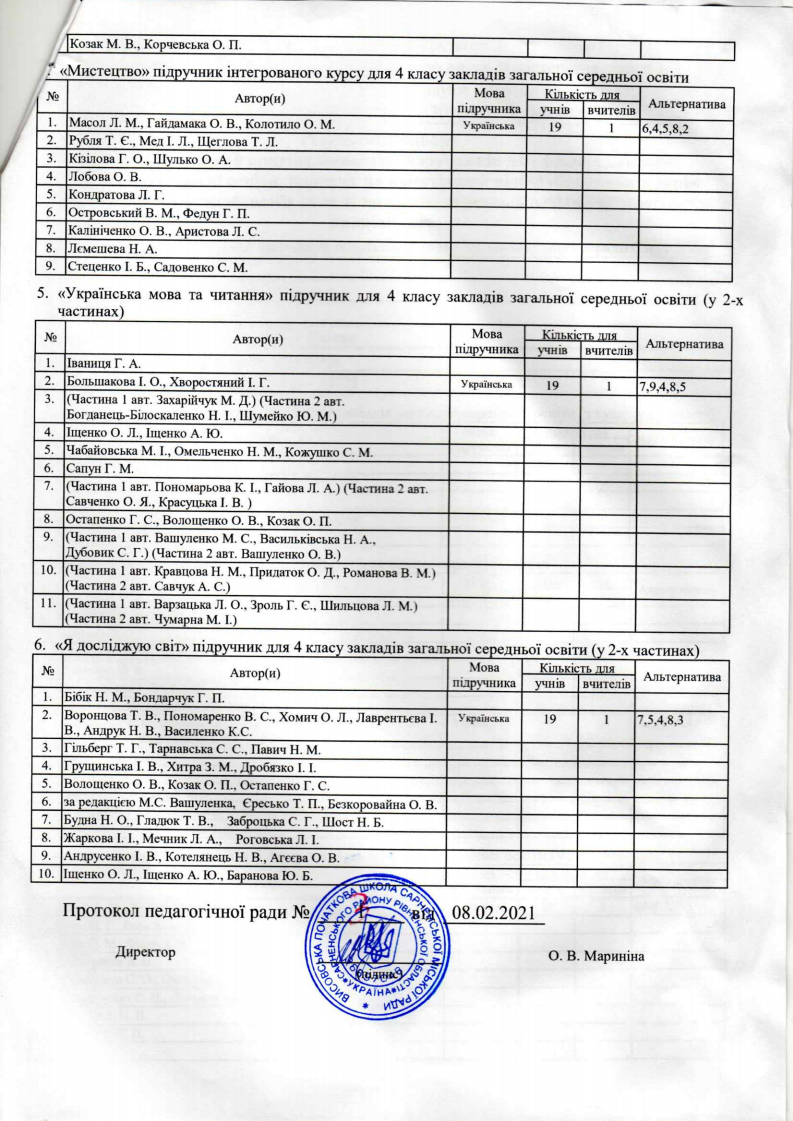 Козак М. В., Корчевська О. П.
«Мистецтво» підручник інтегрованого курсу для 4 класу закладів загальної середньої освіти
№ Автор(и) Мова підручника Кількість для учнів вчителів Альтернатива
1. Масол Л. М., Гайдамака О. В., Колотило О. М. Українська 19 1 6,4,5,8,2
2. Рубля Т. Є., Мед І. Л., Щеглова Т. Л.
3. Кізілова Г. О., Шулько О. А.
4. Лобова О. В.
5. Кондратова Л. Г.
6. Островський В. М., Федун Г. П.
7. Калініченко О. В., Аристова Л. С.
8. Лємешева Н. А.
9. Стеценко І. Б., Садовенко С. М.
5. «Українська мова та читання» підручник для 4 класу закладів загальної середньої освіти (у 2-х
частинах)
№ Автор(и) Мова підручника Кількість для учнів вчителів Альтернатива
1. Іваниця Г. А.
2. Большакова І. О., Хворостяний І. Г. Українська 19 1 7,9,4,8,5
3. (Частина 1 авт. Захарійчук М. Д.) (Частина 2 авт.
Богданець-Білоскаленко Н. І., Шумейко Ю. М.)
4. Іщенко О. Л., Іщенко А. Ю.
5. Чабайовська М. І., Омельченко Н. М., Кожушко С. М.
6. Сапун Г. М.
7. (Частина 1 авт. Пономарьова К. І., Гайова Л. А.) (Частина 2 авт.
Савченко О. Я., Красуцька І. В. )
8. Остапенко Г. С., Волощенко О. В., Козак О. П.
9. (Частина 1 авт. Вашуленко М. С., Васильківська Н. А.,
Дубовик С. Г.) (Частина 2 авт. Вашуленко О. В.)
10. (Частина 1 авт. Кравцова Н. М., Придаток О. Д., Романова В. М.)
(Частина 2 авт. Савчук А. С.)
11. (Частина 1 авт. Варзацька Л. О., Зроль Г. Є., Шильцова Л. М.)
(Частина 2 авт. Чумарна М. І.)
6. «Я досліджую світ» підручник для 4 класу закладів загальної середньої освіти (у 2-х частинах)
№ Автор(и) Мова підручника Кількість для учнів вчителів Альтернатива
1. Бібік Н. М., Бондарчук Г. П.
2. Воронцова Т. В., Пономаренко В. С., Хомич О. Л., Лаврентьєва І.
В., Андрук Н. В., Василенко К.С. Українська 19 1 7,5,4,8,3
3. Гільберг Т. Г., Тарнавська С. С., Павич Н. М.
4. Грущинська І. В., Хитра З. М., Дробязко І. І.
5. Волощенко О. В., Козак О. П., Остапенко Г. С.
6. за редакцією М.С. Вашуленка, Єресько Т. П., Безкоровайна О. В.
7. Будна Н. О., Гладюк Т. В., Заброцька С. Г., Шост Н. Б.
8. Жаркова І. І., Мечник Л. А., Роговська Л. І.
9. Андрусенко І. В., Котелянець Н. В., Агєєва О. В.
10. Іщенко О. Л., Іщенко А. Ю., Баранова Ю. Б.
Протокол педагогічної ради № від 08.02.2021
Директор О. В. Мариніна
ВИСОВСЬКА ПОЧАТКОВА ШКОЛА САРНЕНСЬКОЇ МІСЬКОЇ РАДИ
САРНЕНСЬКОГО РАЙОНУ РІВНЕНСЬКОЇ ОБЛАСТІ
УКРАЇНА